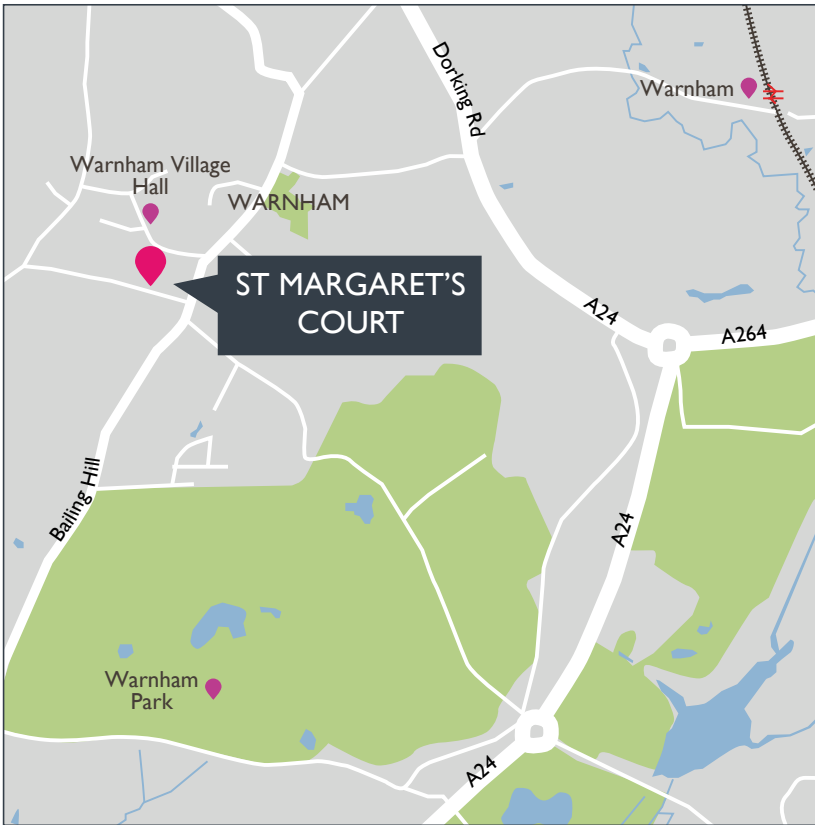 Dorking Rd
Warnham
Warnham Village
Hall
WARNHAM
ST MARGARET’S
COURT
A24
A264
Bailing Hill
A24
Warnham
Park
A24